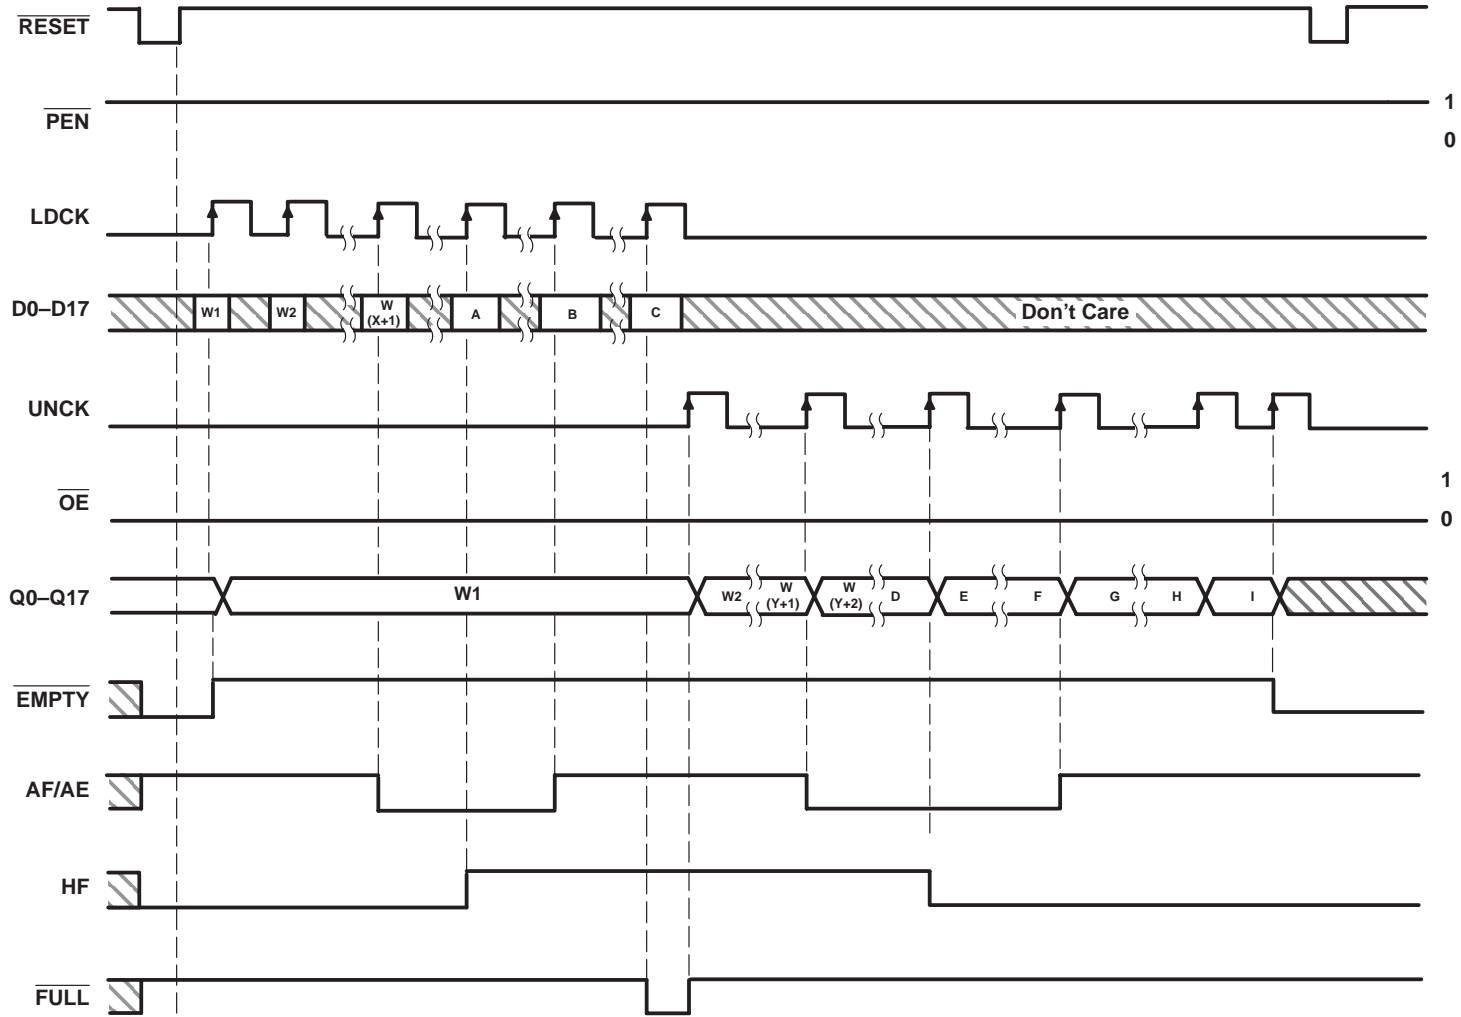 RESET
PEN
1
0
LDCK
D0–D17
W1
W2
W
(X+1)
A
B
C
Don't Care
UNCK
OE
1
0
Q0–Q17
W1
W2
W
(Y+1)
W
(Y+2)
D
E
F
G
H
I
EMPTY
AF/AE
HF
FULL